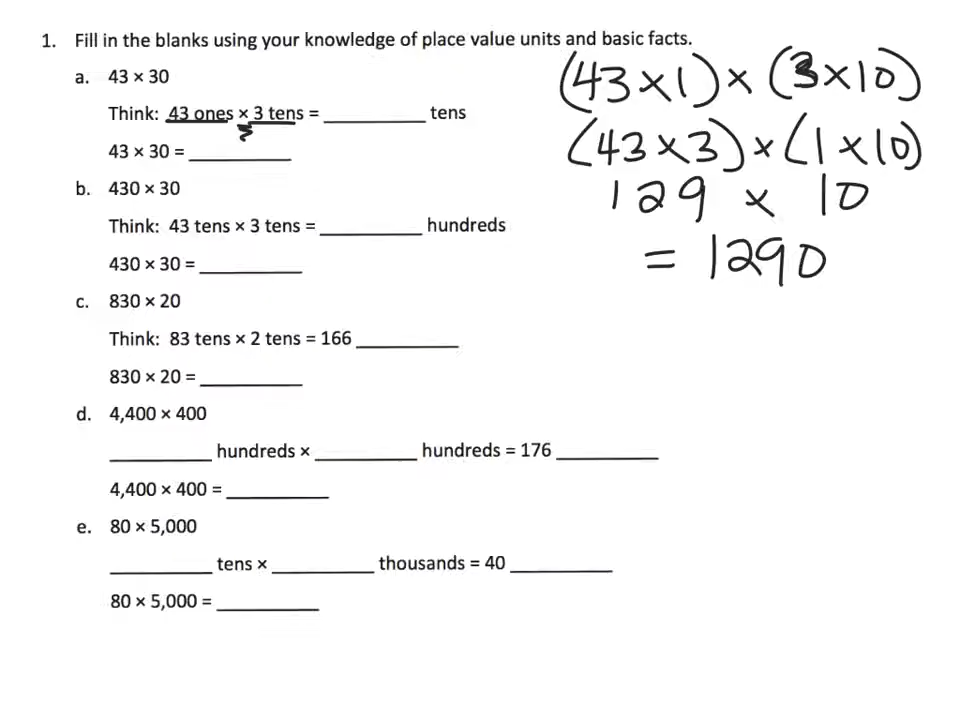 1. Fill in the blanks using your knowledge of place value units and basic facts.
a. 43 × 30
(43 × 1) × (3 × 10)
Think: 43 ones × 3 tens = __________ tens
(43 × 3) × (1 × 10)
43 × 30 = __________
b. 430 × 30
129 × 10
Think: 43 tens × 3 tens = __________ hundreds
430 × 30 = __________
= 1290
c. 830 × 20
Think: 83 tens × 2 tens = 166 __________
830 × 20 = __________
d. 4,400 × 400
__________ hundreds × __________ hundreds = 176 __________
4,400 × 400 = __________
e. 80 × 5,000
__________ tens × __________ thousands = 40 __________
80 × 5,000 = __________